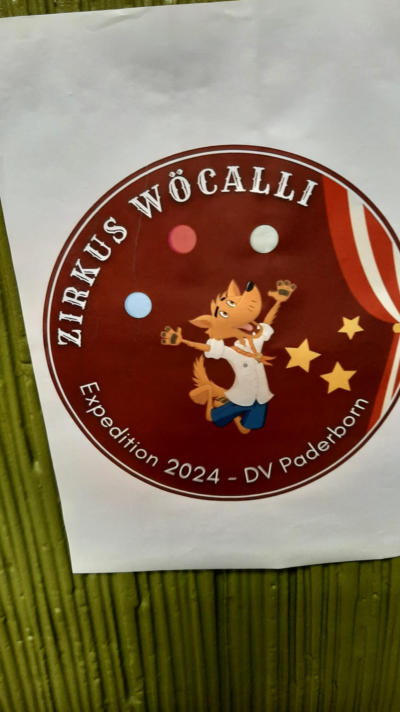 ZIRKUS WÖCALLI
Expedition 2024 - DV Paderborn